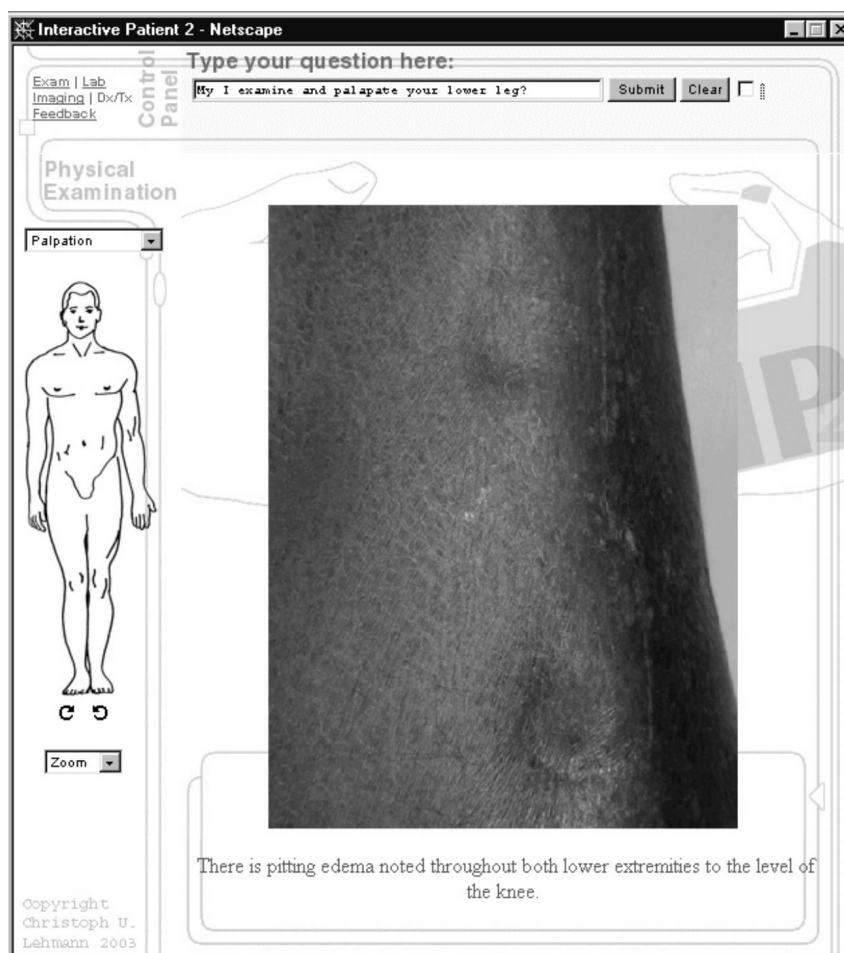 Interactive Patient 2 - Netscape
Control
Panel
Exam | Lab
Imaging | Dx/Tx
Feedback
Type your question here:
My I examine and palapate your lower leg?
Submit
Clear
Physical
Examination
Palpation
Zoom
IP2
There is pitting edema noted throughout both lower extremities to the level of
the knee.
Copyright
Christoph U.
Lehmann 2003